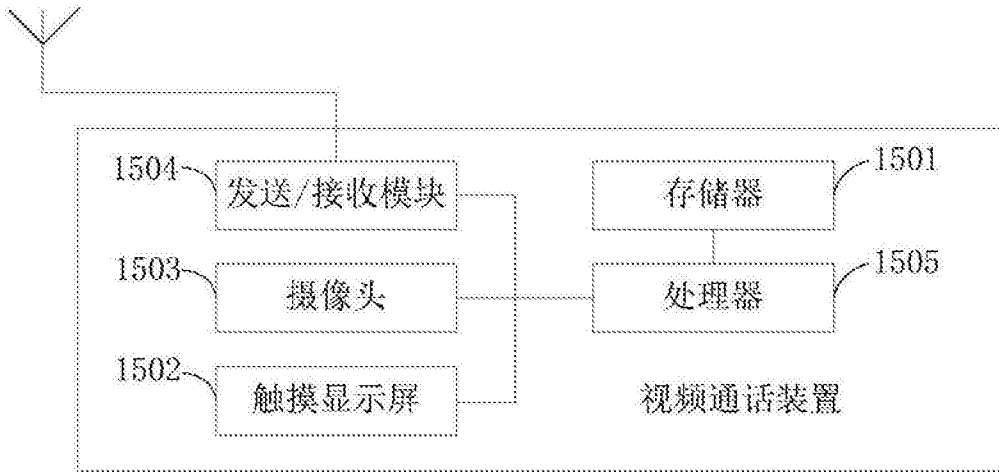 1504
发送/接收模块
存储器
1501
1503
摄像头
处理器
1505
1502
触摸显示屏
视频通话装置